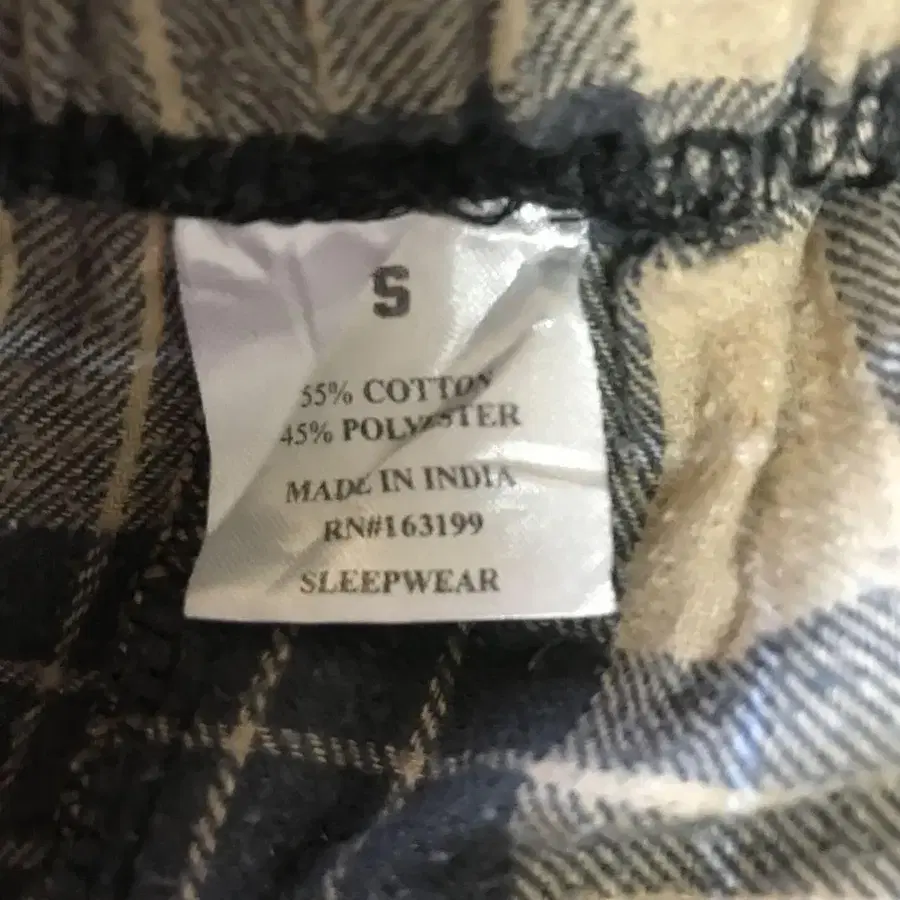 S
55% COTTON
45% POLYESTER
MADE IN INDIA
RN#163199
SLEEPWEAR